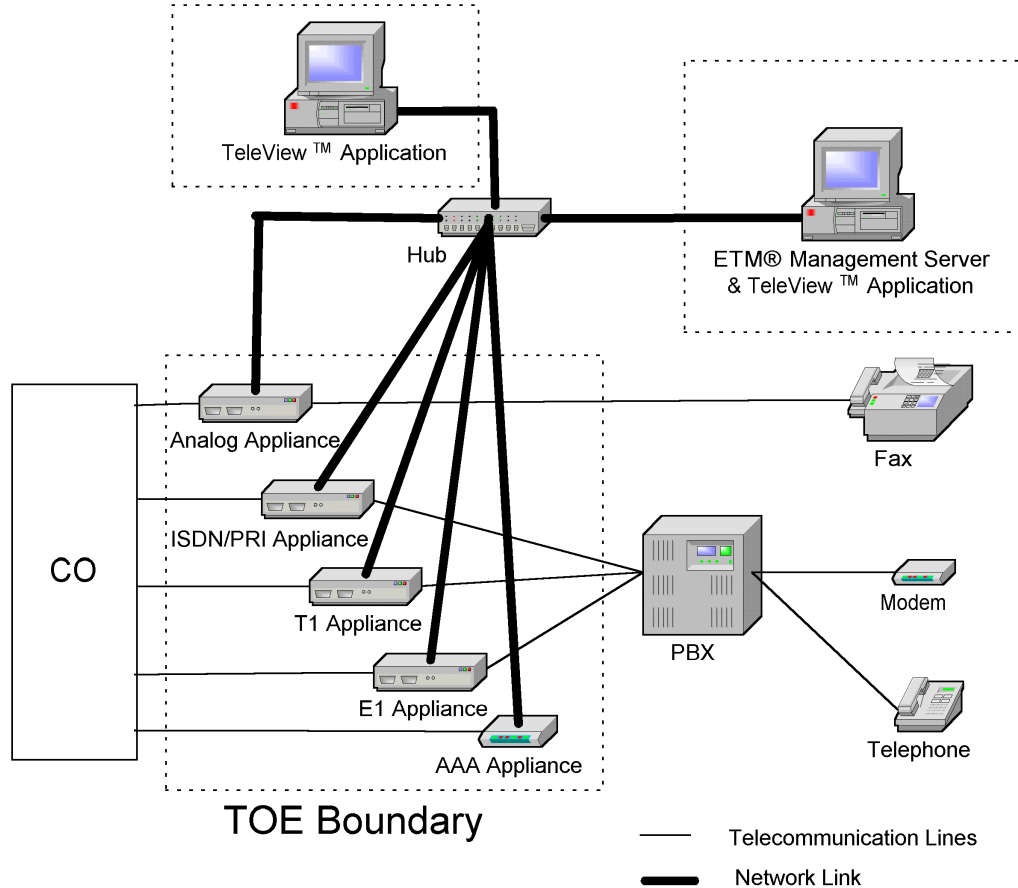 TeleView ™ Application
Hub
ETM® Management Server
& TeleView ™ Application
Analog Appliance
Fax
ISDN/PRI Appliance
CO
T1 Appliance
Modem
PBX
E1 Appliance
Telephone
AAA Appliance
TOE Boundary
Telecommunication Lines
Network Link